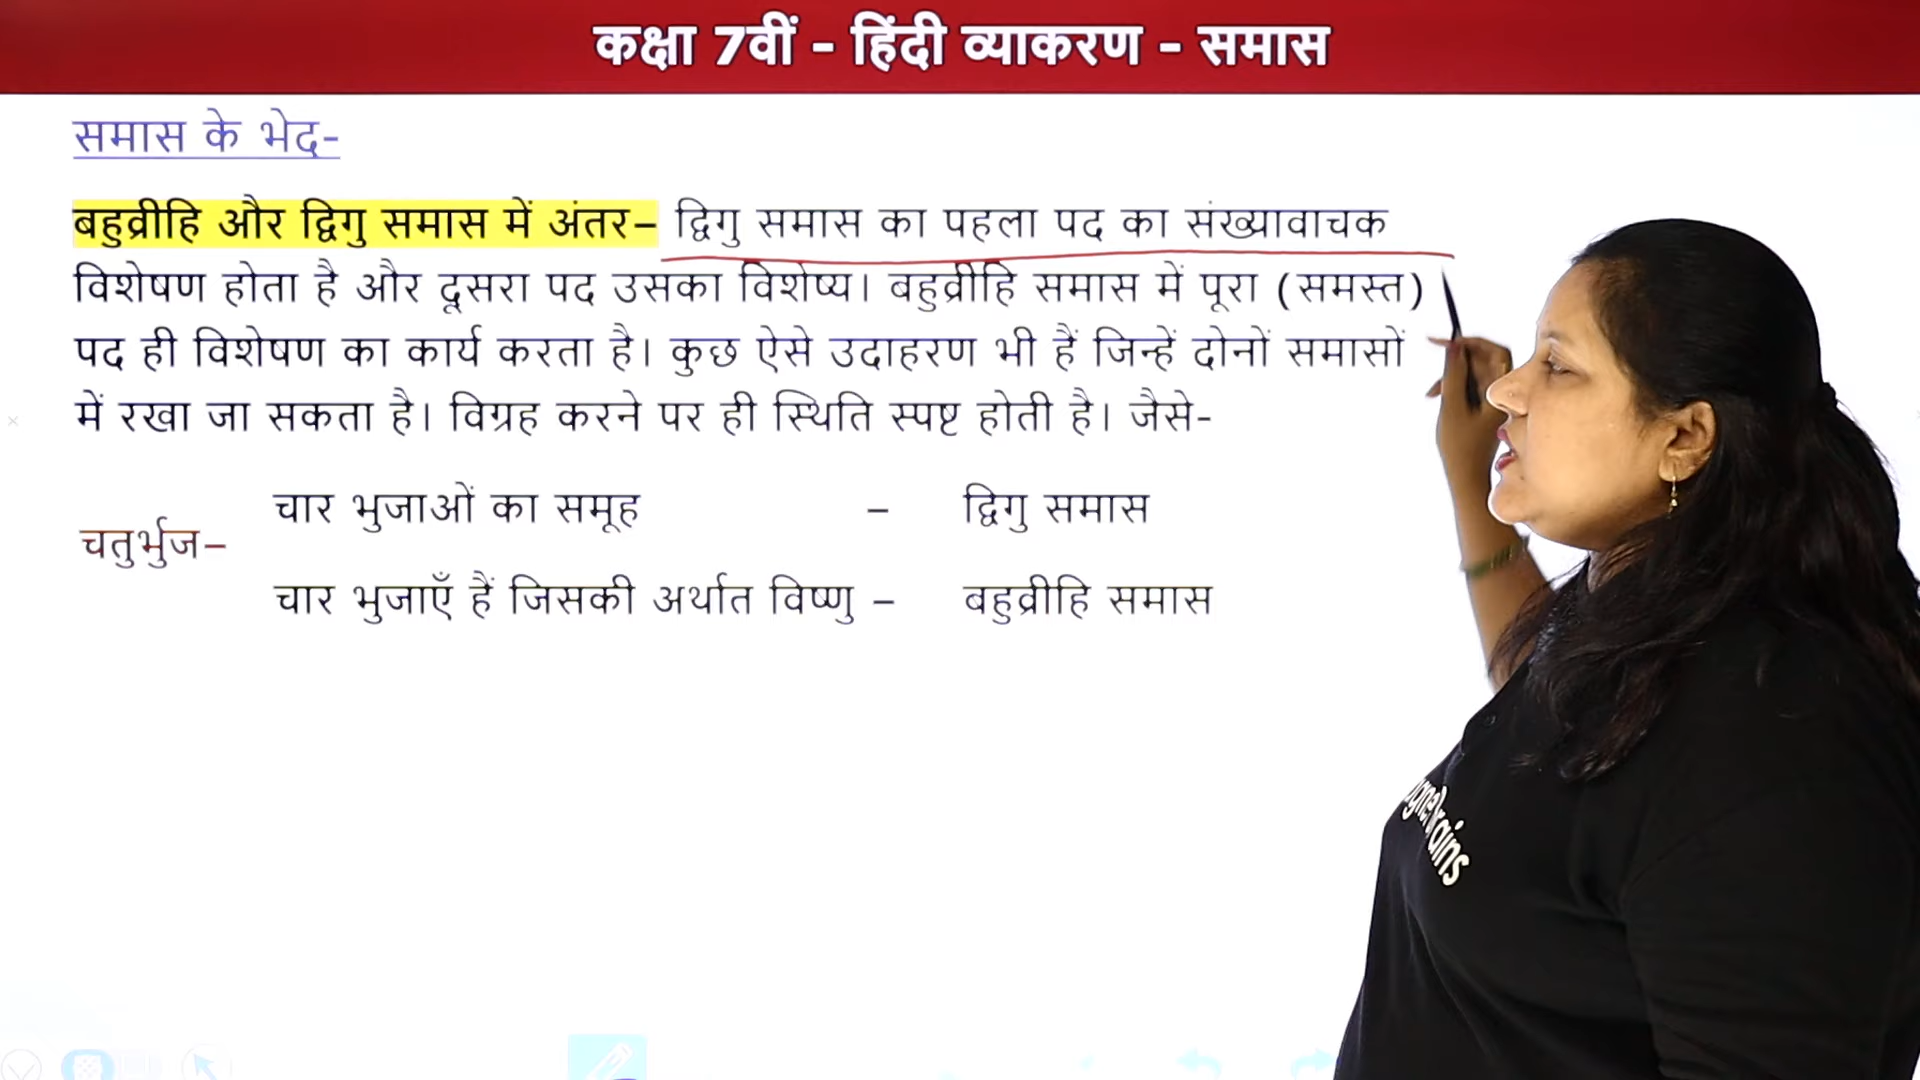 कक्षा 7वीं - हिंदी व्याकरण - समास
समास के भेद-
बहुव्रीहि और द्विगु समास में अंतर– द्विगु समास का पहला पद का संख्यावाचक
विशेषण होता है और दूसरा पद उसका विशेष्य। बहुव्रीहि समास में पूरा (समस्त)
पद ही विशेषण का कार्य करता है। कुछ ऐसे उदाहरण भी हैं जिन्हें दोनों समासों
में रखा जा सकता है। विग्रह करने पर ही स्थिति स्पष्ट होती है। जैसे-
चतुर्भुज–
चार भुजाओं का समूह – द्विगु समास
चार भुजाएँ हैं जिसकी अर्थात विष्णु – बहुव्रीहि समास